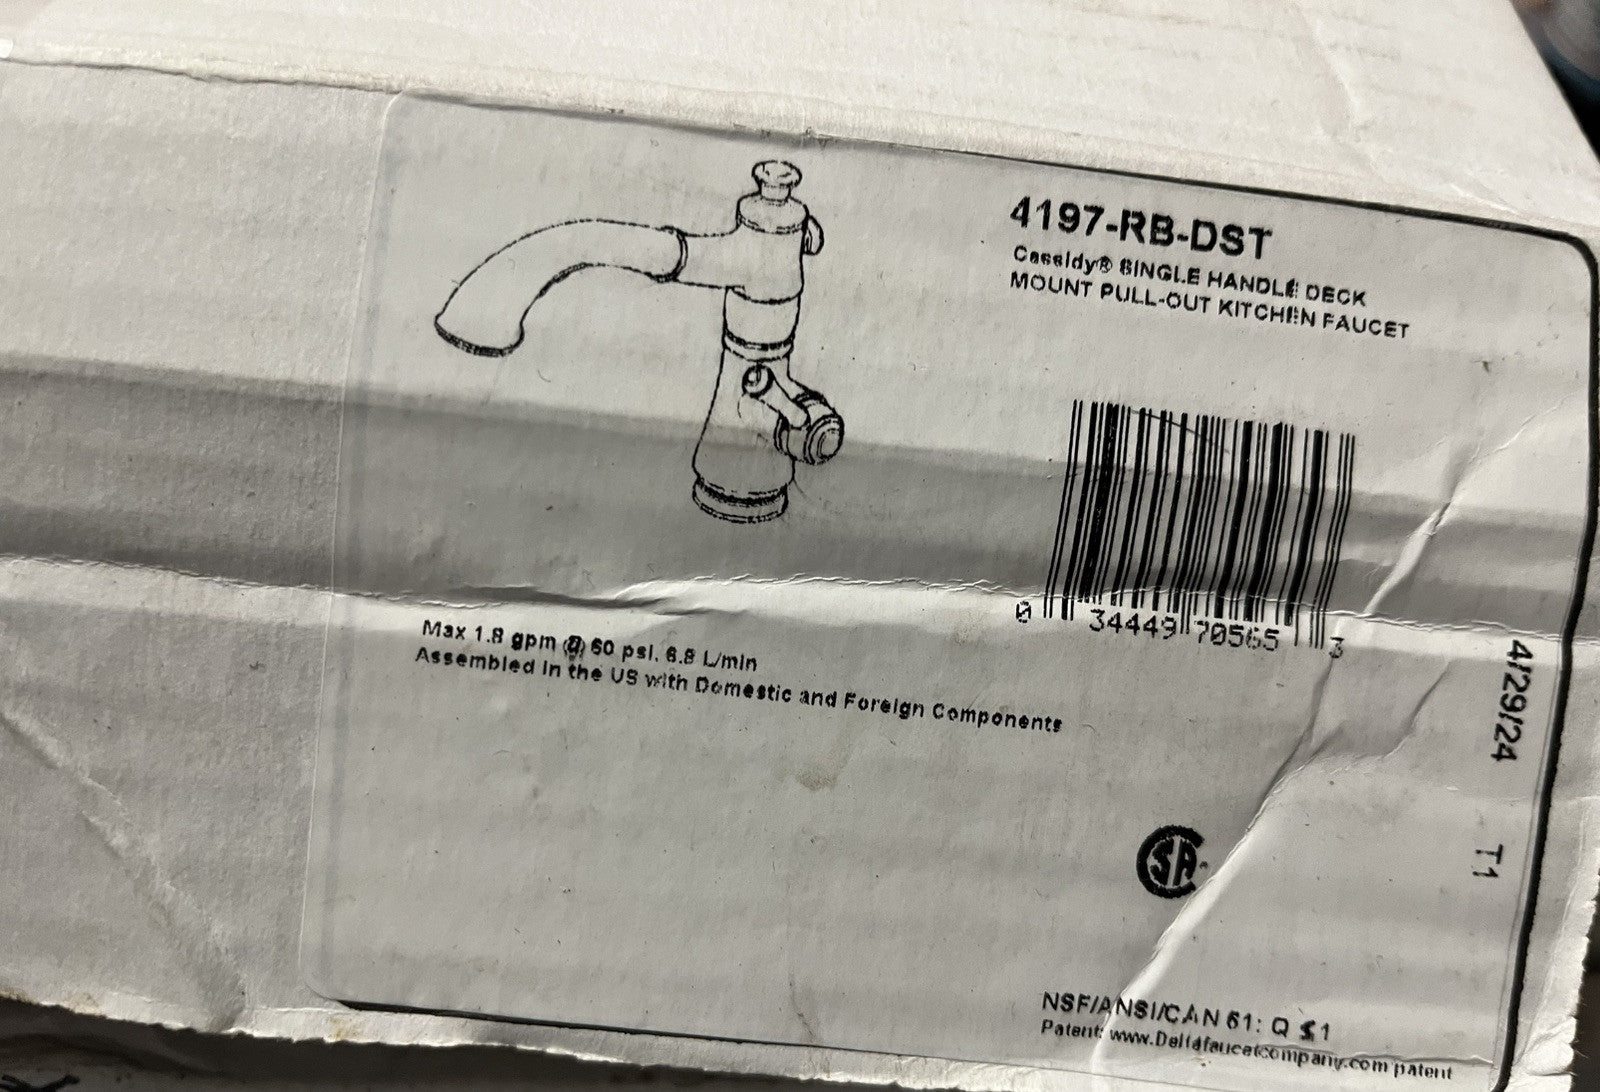 4197-RB-DST
Cassidy® SINGLE HANDLE DECK
MOUNT PULL-OUT KITCHEN FAUCET
0 34449 70565 3
Max 1.8 gpm @ 60 psi, 6.8 L/min
Assembled in the US with Domestic and Foreign Components
4/29/24 T1
SA
NSF/ANSI/CAN 61: Q ≤ 1
Patent: www.Deltafaucetcompany.com/patent